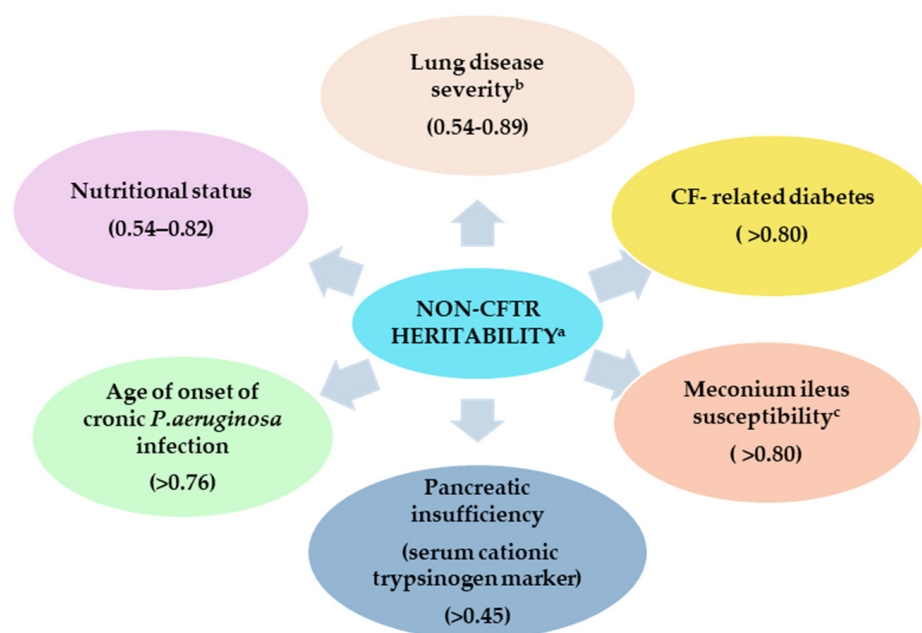 Lung disease
severityᵇ
(0.54-0.89)
Nutritional status
(0.54–0.82)
CF- related diabetes
( >0.80)
NON-CFTR
HERITABILITYᵃ
Age of onset of
cronic P.aeruginosa
infection
(>0.76)
Meconium ileus
susceptibilityᶜ
( >0.80)
Pancreatic
insufficiency
(serum cationic
trypsinogen marker)
(>0.45)